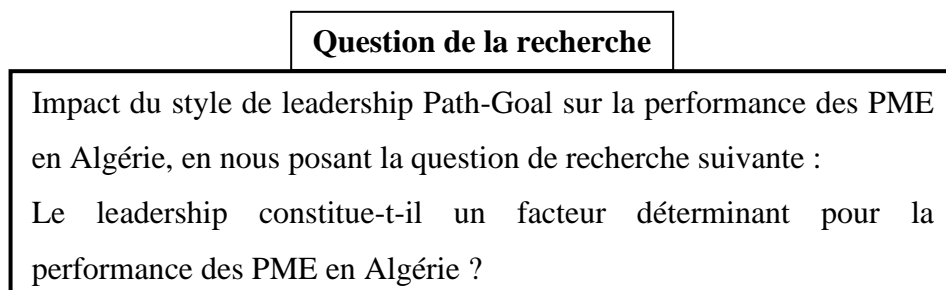 Question de la recherche
Impact du style de leadership Path-Goal sur la performance des PME
en Algérie, en nous posant la question de recherche suivante :
Le leadership constitue-t-il un facteur déterminant pour la
performance des PME en Algérie ?